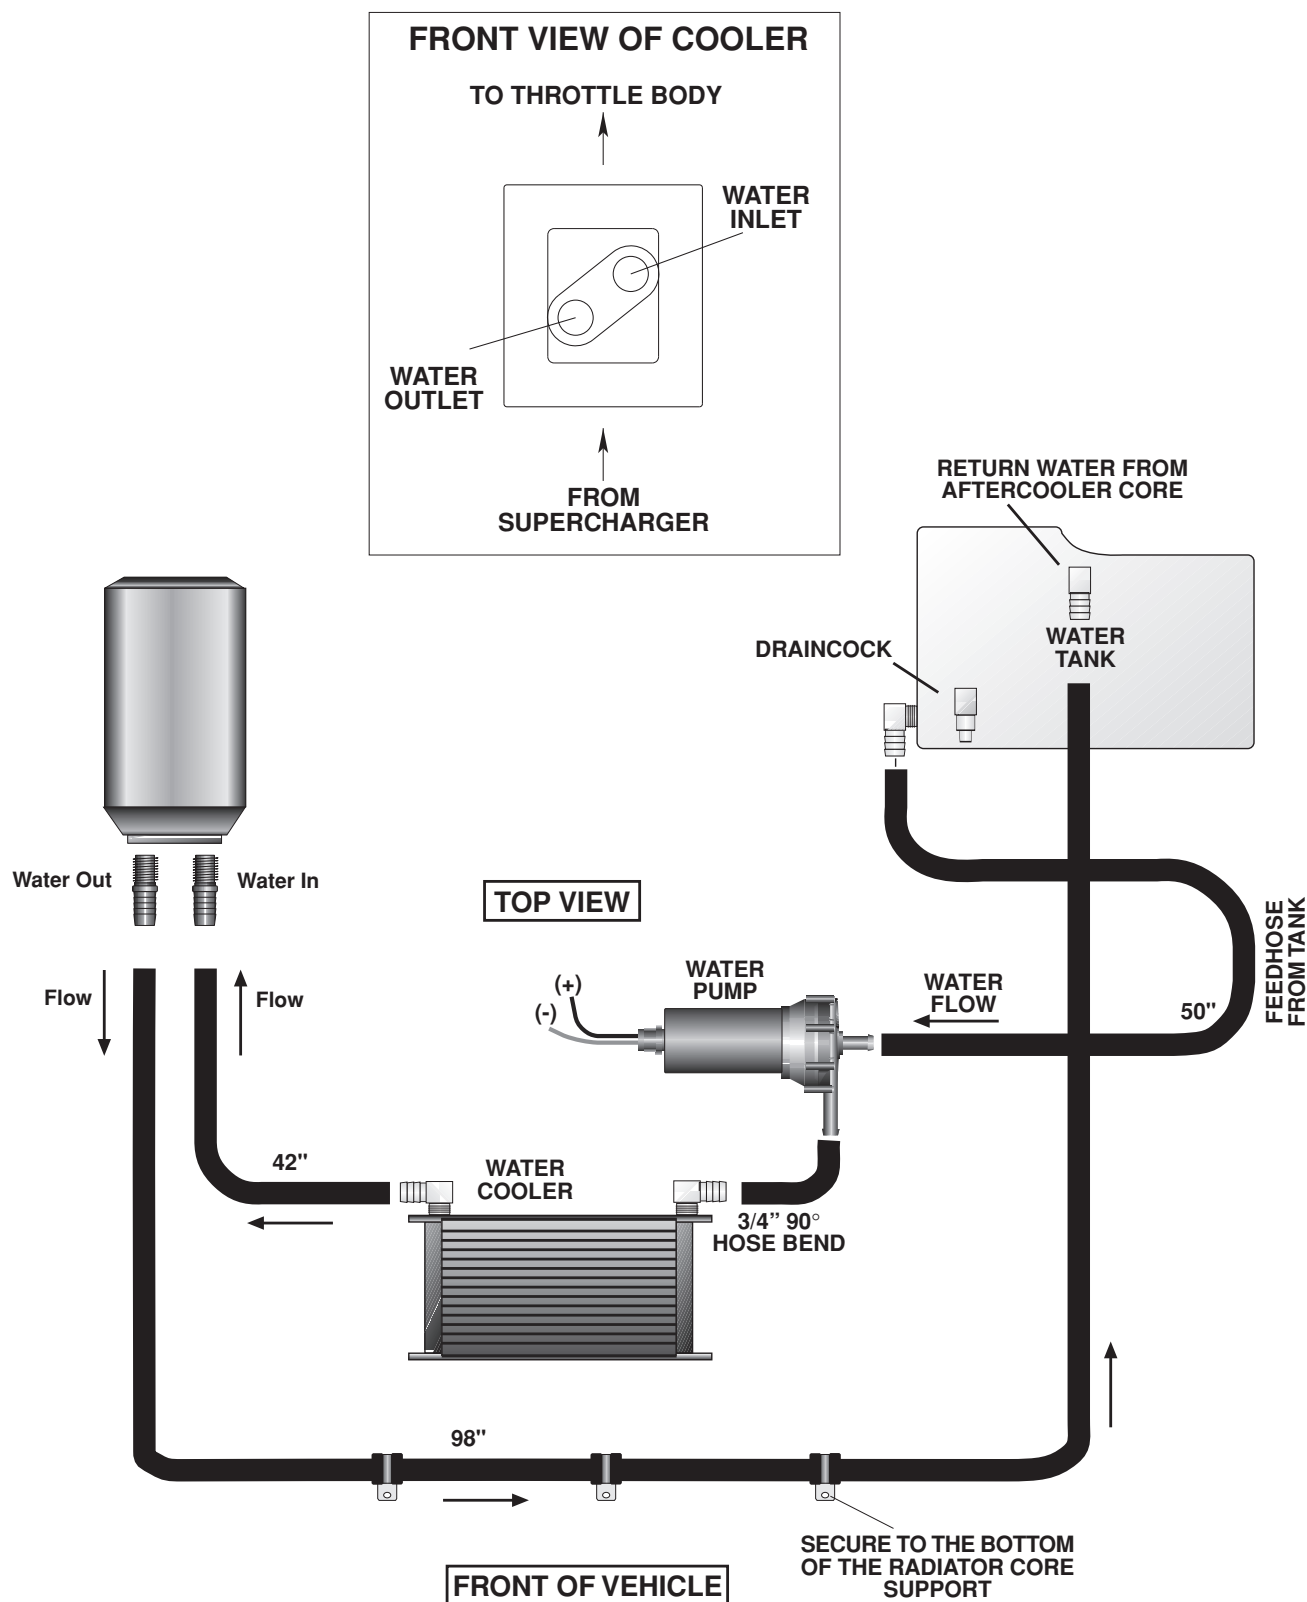 FRONT VIEW OF COOLER
TO THROTTLE BODY
WATER
INLET
WATER
OUTLET
FROM
SUPERCHARGER
RETURN WATER FROM
AFTERCOOLER CORE
WATER
TANK
DRAINCOCK
Water Out
Water In
TOP VIEW
FEEDHOSE
FROM TANK
Flow
Flow
(+)
(-)
WATER
PUMP
WATER
FLOW
50"
42"
WATER
COOLER
3/4” 90°
HOSE BEND
98"
SECURE TO THE BOTTOM
OF THE RADIATOR CORE
SUPPORT
FRONT OF VEHICLE